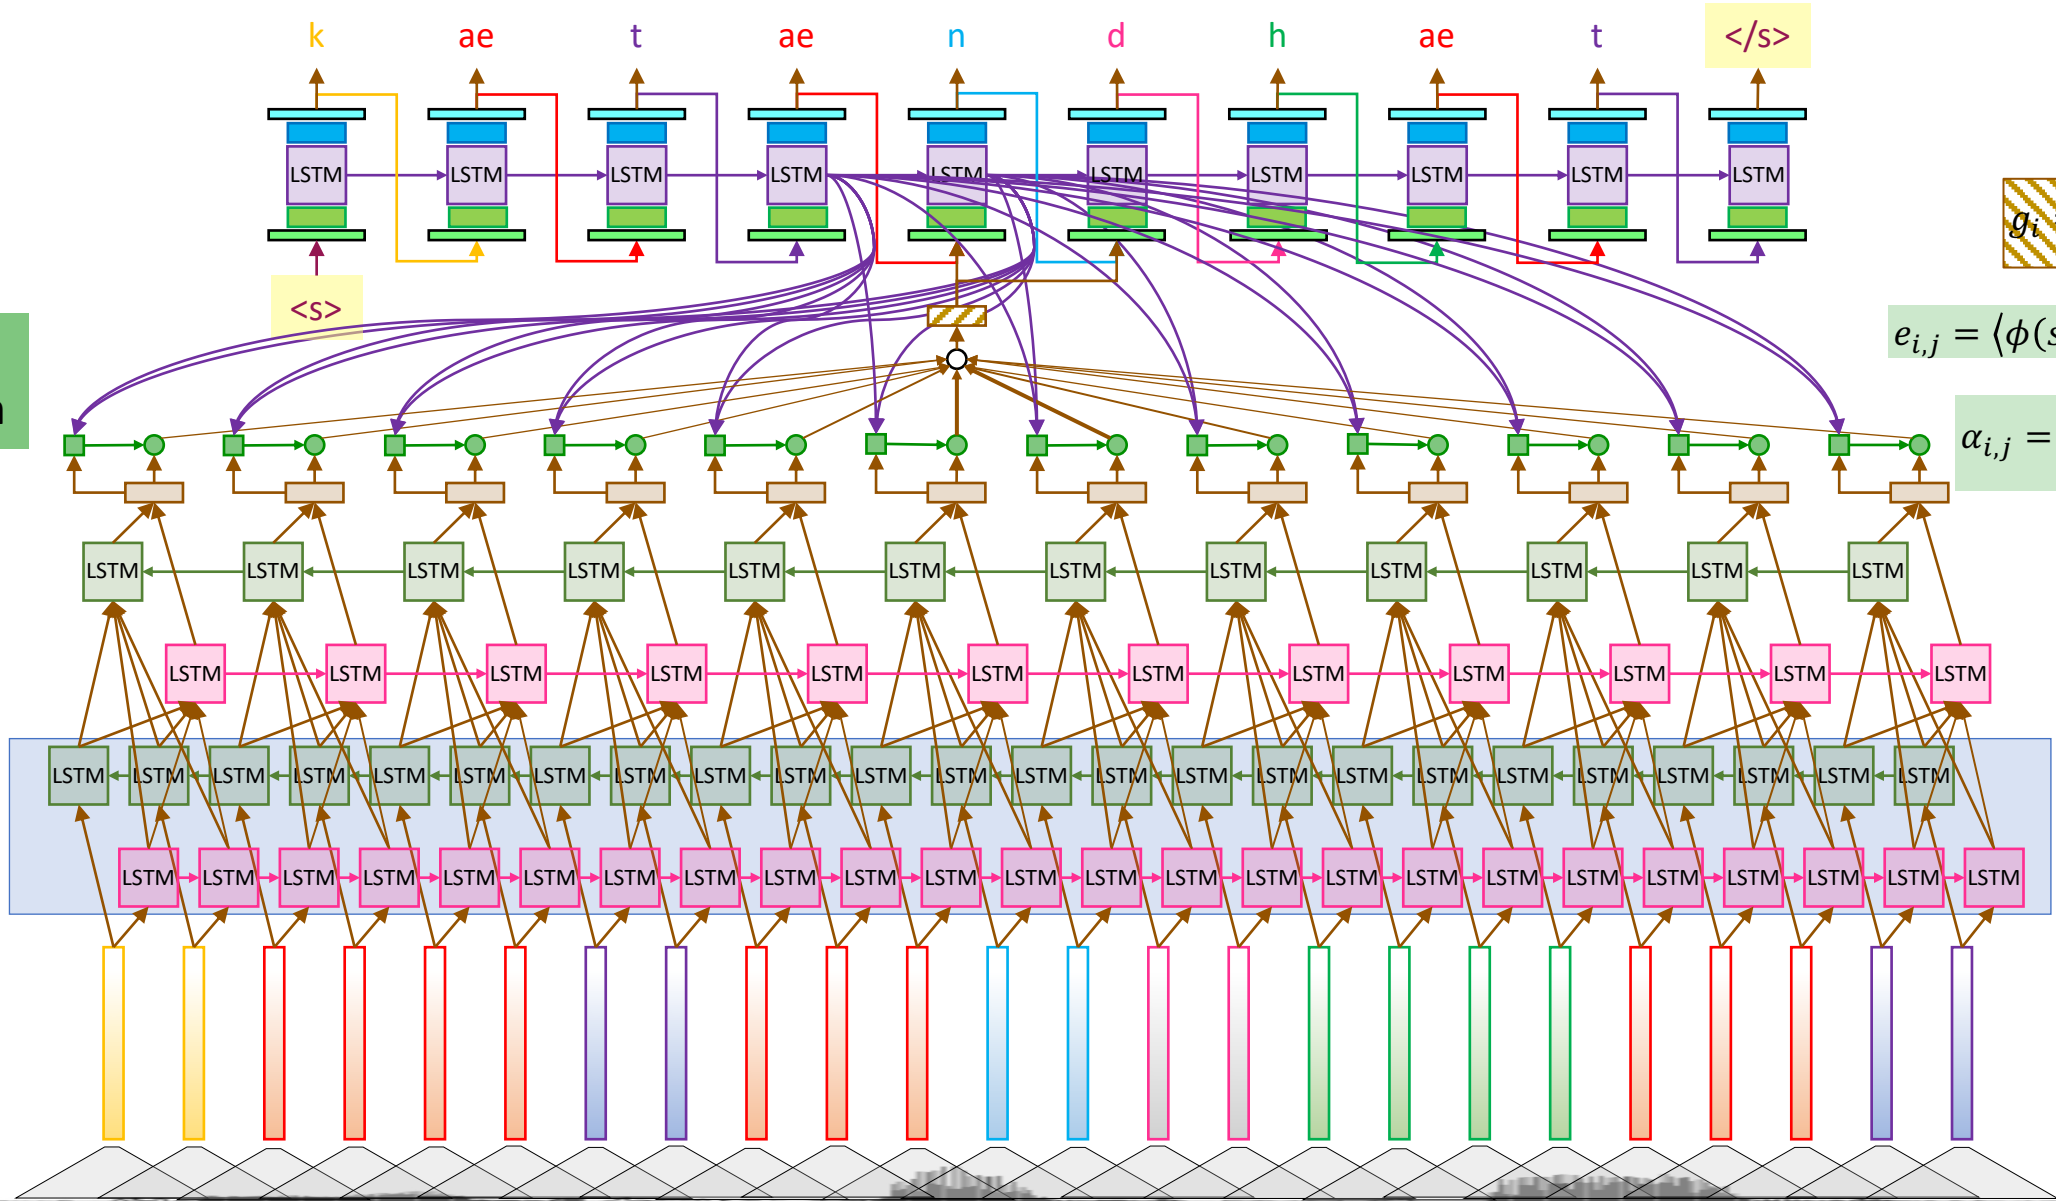 k ae t ae n d h ae t </s>
LSTM LSTM LSTM LSTM LSTM LSTM LSTM LSTM LSTM LSTM
g_i
<s>
e_{i,j} = ⟨ϕ(s
n
α_{i,j} =
LSTM LSTM LSTM LSTM LSTM LSTM LSTM LSTM LSTM LSTM LSTM LSTM
LSTM LSTM LSTM LSTM LSTM LSTM LSTM LSTM LSTM LSTM LSTM LSTM
LSTM LSTM LSTM LSTM LSTM LSTM LSTM LSTM LSTM LSTM LSTM LSTM LSTM LSTM LSTM LSTM LSTM LSTM LSTM LSTM LSTM LSTM LSTM LSTM
LSTM LSTM LSTM LSTM LSTM LSTM LSTM LSTM LSTM LSTM LSTM LSTM LSTM LSTM LSTM LSTM LSTM LSTM LSTM LSTM LSTM LSTM LSTM LSTM